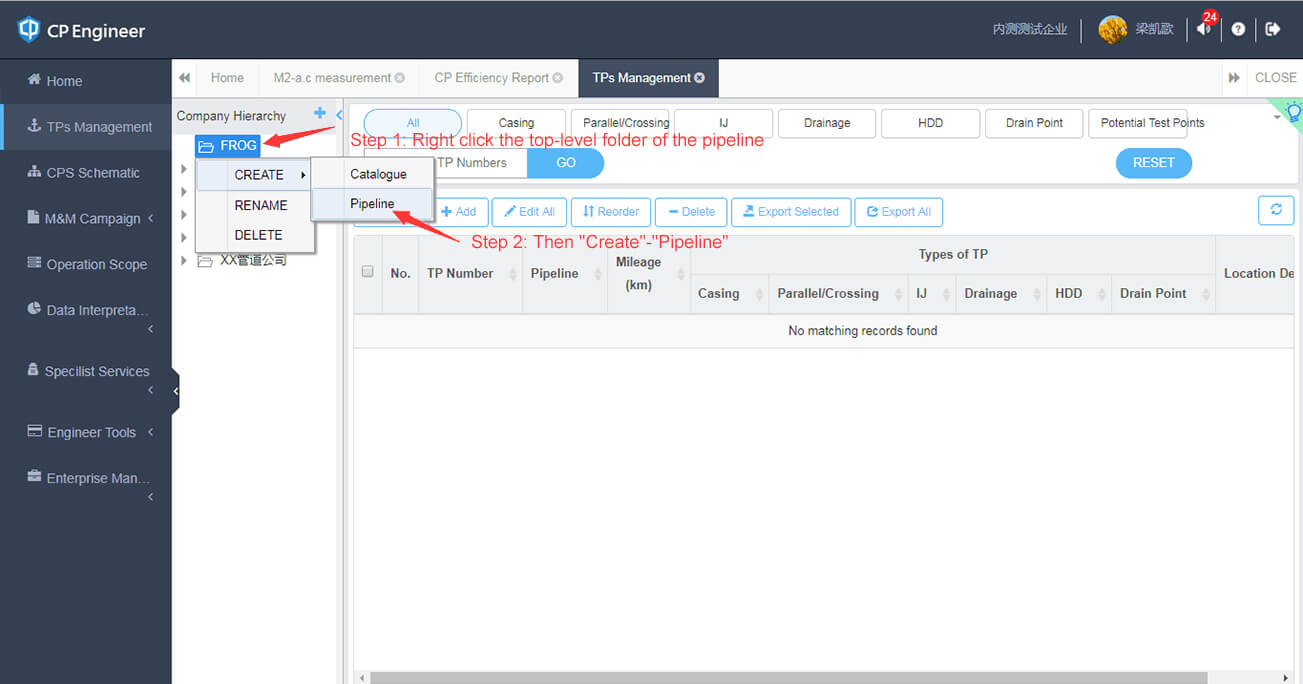 CP Engineer
内测测试企业
梁凯歌
24
Home
TPs Management
CPS Schematic
M&M Campaign
Operation Scope
Data Interpreta...
Specilist Services
Engineer Tools
Enterprise Man...
Home
M2-a.c measurement
CP Efficiency Report
TPs Management
CLOSE
Company Hierarchy
FROG
CREATE
RENAME
DELETE
Catalogue
Pipeline
XX管道公司
All
Casing
Parallel/Crossing
IJ
Drainage
HDD
Drain Point
Potential Test Points
Step 1: Right click the top-level folder of the pipeline
TP Numbers
GO
RESET
Add
Edit All
Reorder
Delete
Export Selected
Export All
Step 2: Then "Create"-"Pipeline"
No.
TP Number
Pipeline
Mileage
(km)
Types of TP
Casing
Parallel/Crossing
IJ
Drainage
HDD
Drain Point
Location De
No matching records found